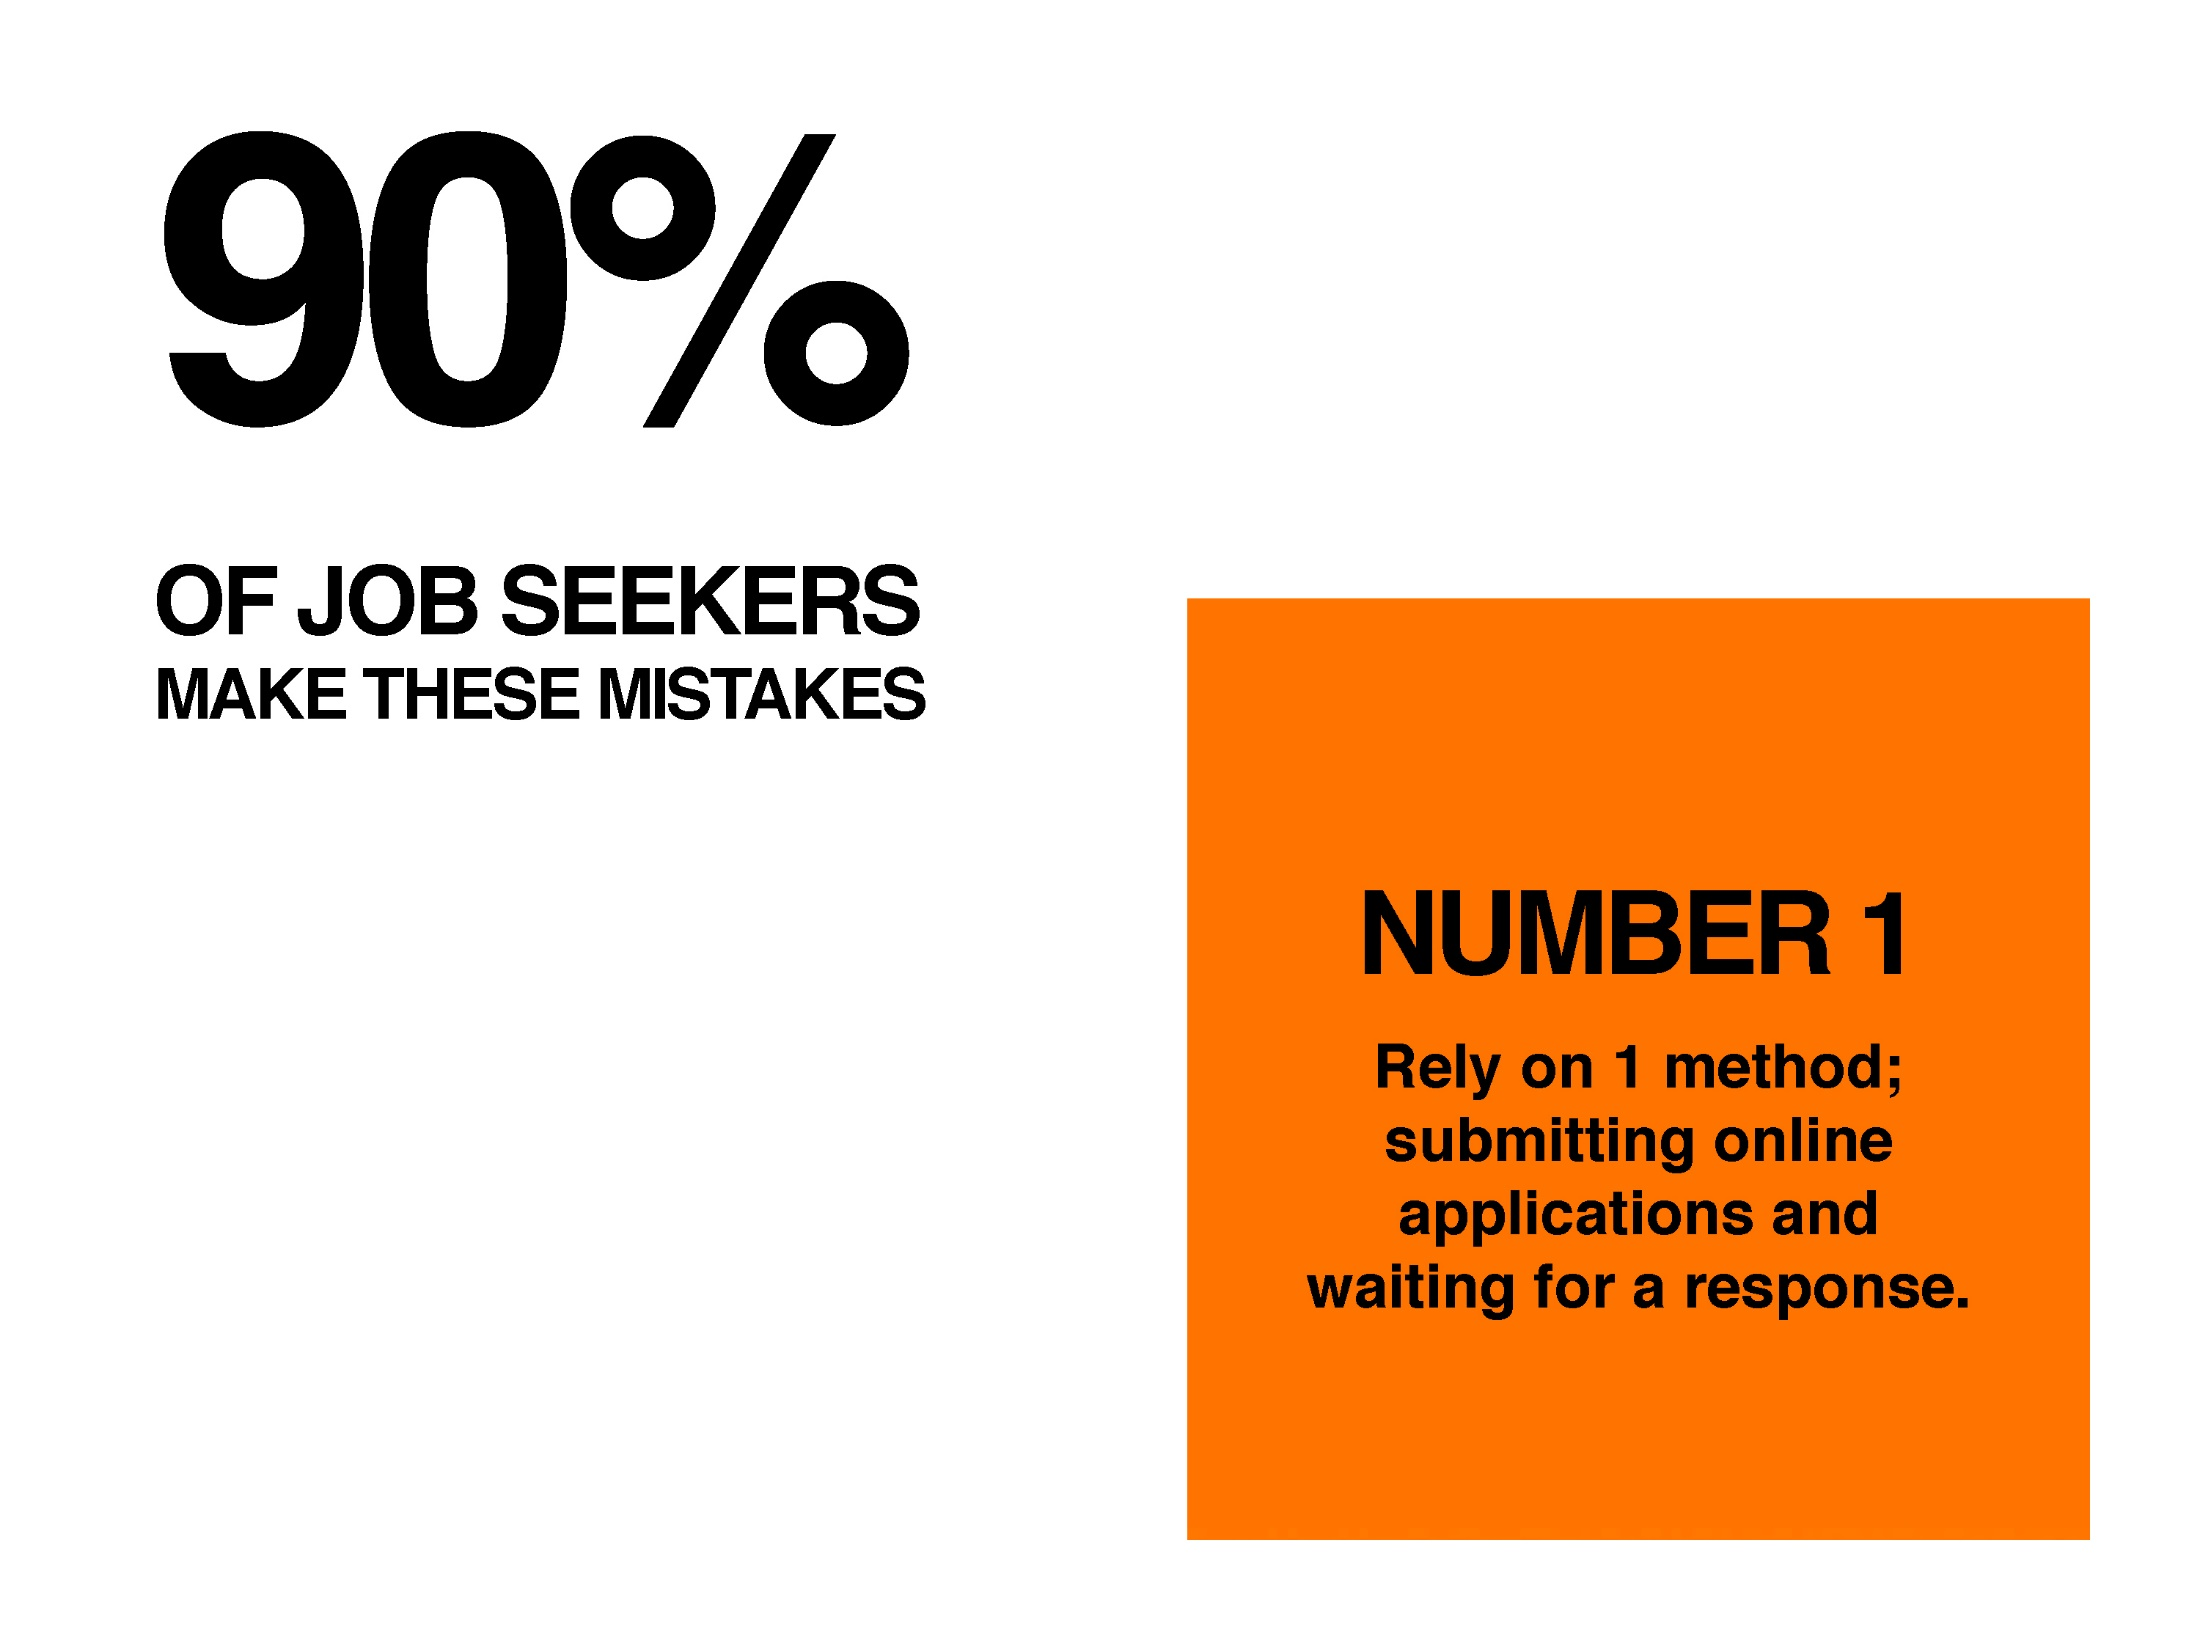 90%
OF JOB SEEKERS
MAKE THESE MISTAKES
NUMBER 1
Rely on 1 method;
submitting online
applications and
waiting for a response.